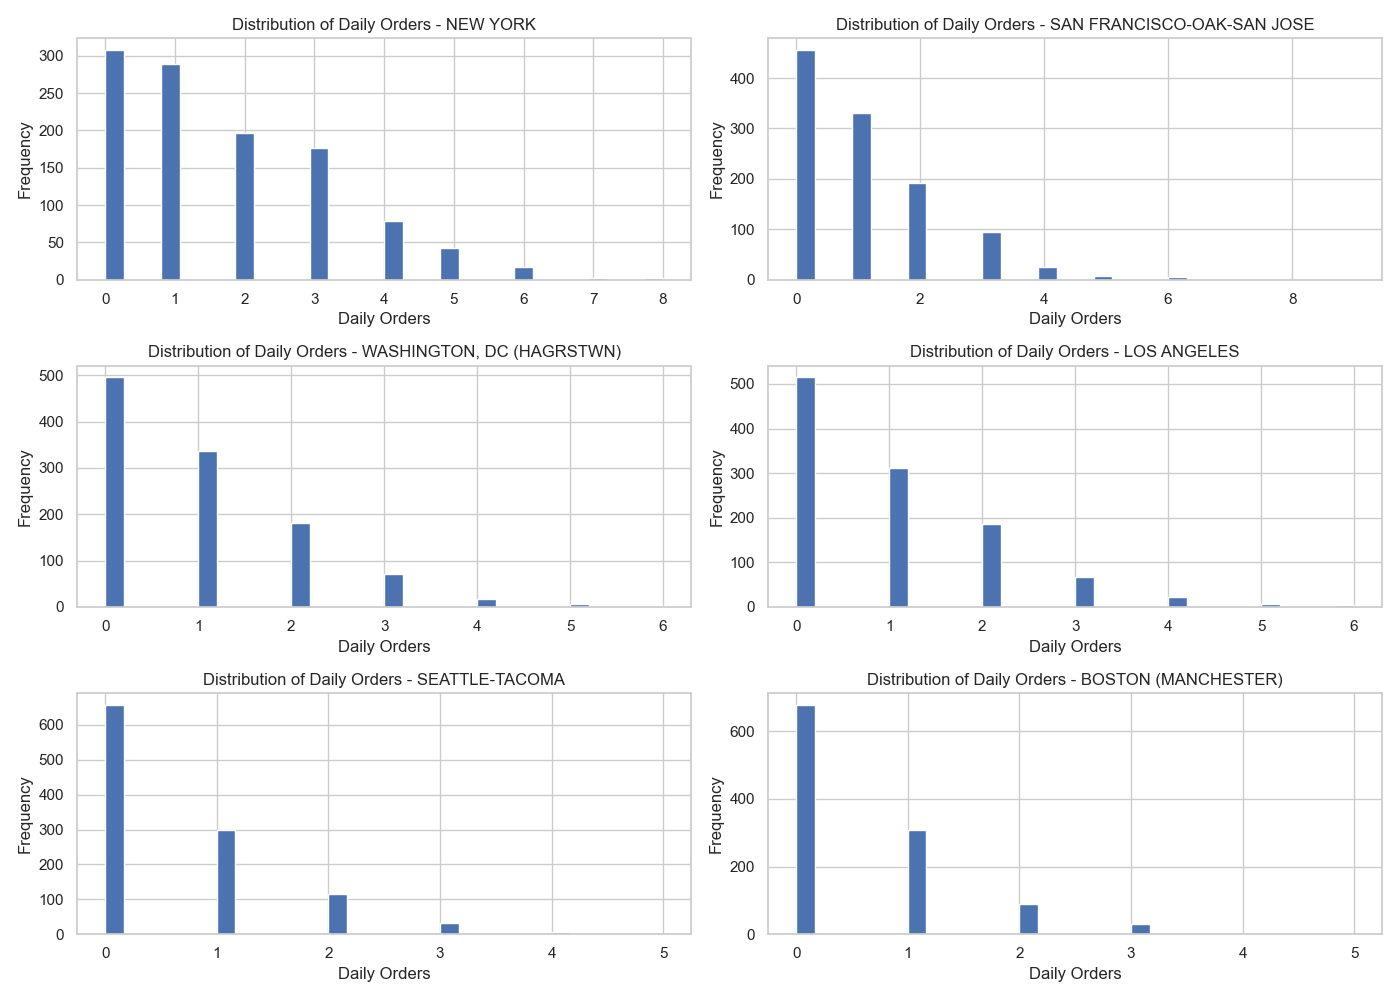 Distribution of Daily Orders - NEW YORK
Frequency
300
250
200
150
100
50
0
0 1 2 3 4 5 6 7 8
Daily Orders
Distribution of Daily Orders - SAN FRANCISCO-OAK-SAN JOSE
Frequency
400
300
200
100
0
0 2 4 6 8
Daily Orders
Distribution of Daily Orders - WASHINGTON, DC (HAGRSTWN)
Frequency
500
400
300
200
100
0
0 1 2 3 4 5 6
Daily Orders
Distribution of Daily Orders - LOS ANGELES
Frequency
500
400
300
200
100
0
0 1 2 3 4 5 6
Daily Orders
Distribution of Daily Orders - SEATTLE-TACOMA
Frequency
600
500
400
300
200
100
0
0 1 2 3 4 5
Daily Orders
Distribution of Daily Orders - BOSTON (MANCHESTER)
Frequency
600
400
200
0
0 1 2 3 4 5
Daily Orders